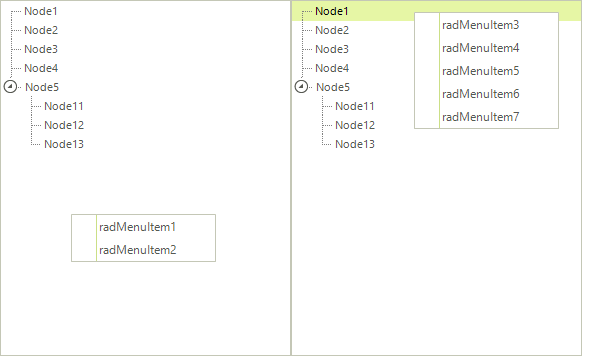 Node1
Node2
Node3
Node4
Node5
Node11
Node12
Node13
radMenuItem1
radMenuItem2
Node1
Node2
Node3
Node4
Node5
Node11
Node12
Node13
radMenuItem3
radMenuItem4
radMenuItem5
radMenuItem6
radMenuItem7